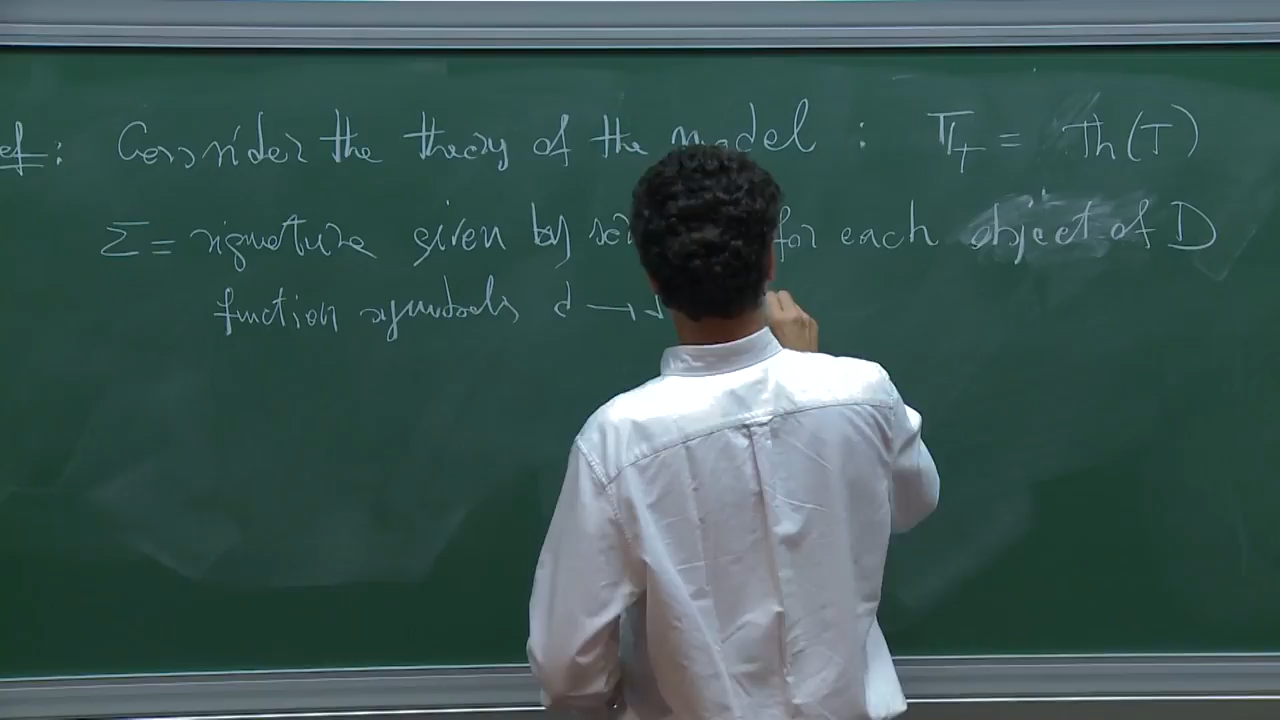 ef: Consider the theory of the model : 𝕋_T = Th(T)
Σ = signature given by for each object of D
function symbols d → d